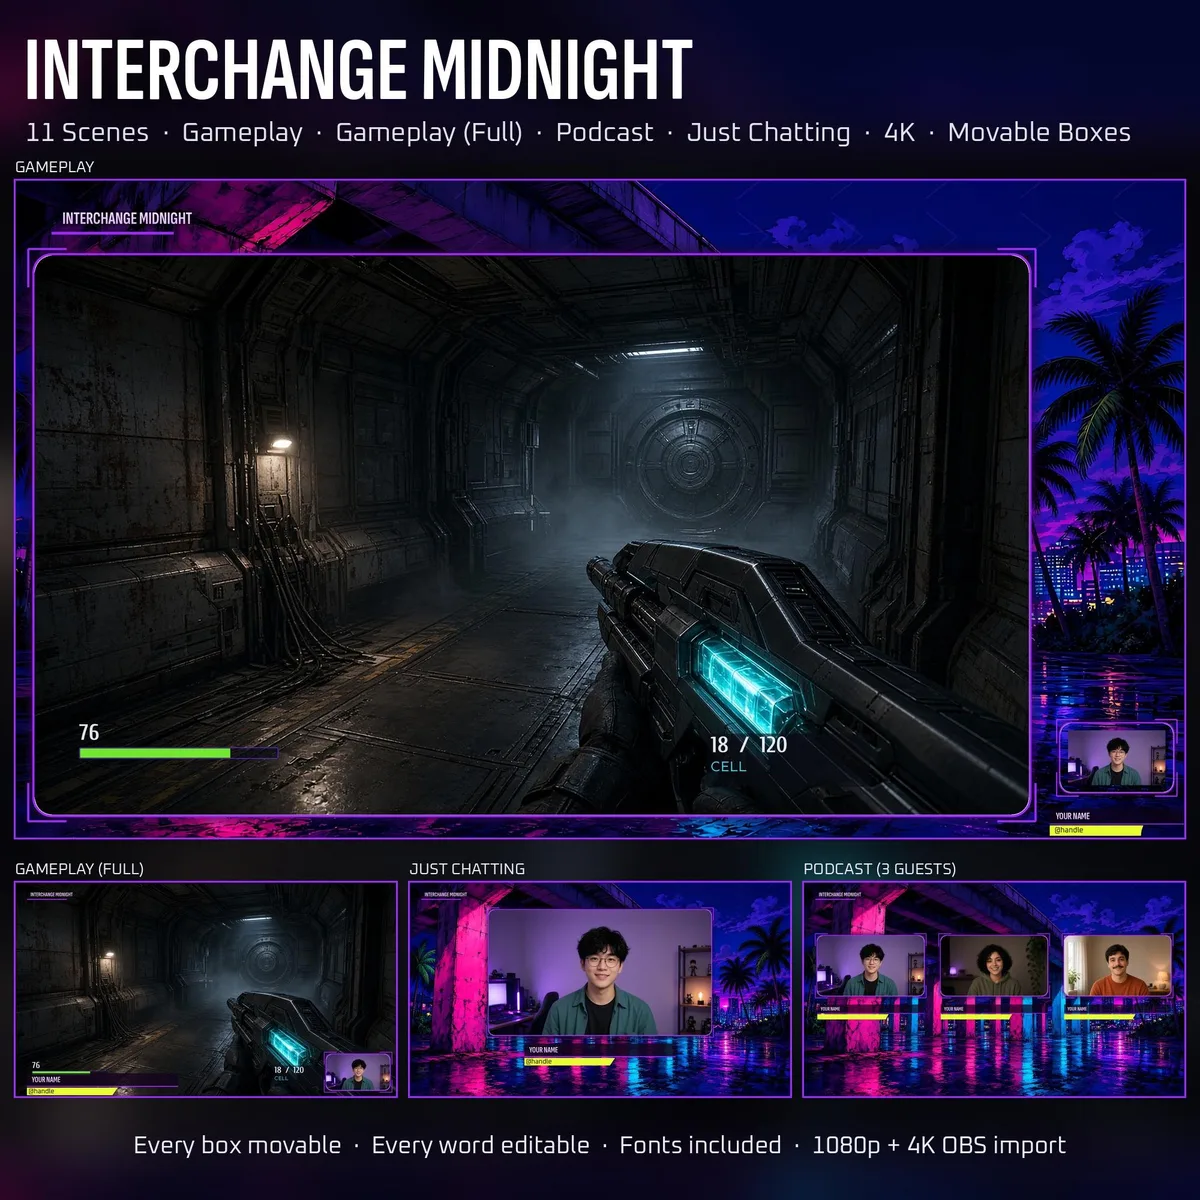 INTERCHANGE MIDNIGHT
11 Scenes · Gameplay · Gameplay (Full) · Podcast · Just Chatting · 4K · Movable Boxes
GAMEPLAY
INTERCHANGE MIDNIGHT
76
18 / 120
CELL
YOUR NAME
@handle
GAMEPLAY (FULL)
INTERCHANGE MIDNIGHT
76
18 / 120
CELL
YOUR NAME
@handle
JUST CHATTING
INTERCHANGE MIDNIGHT
YOUR NAME
@handle
PODCAST (3 GUESTS)
INTERCHANGE MIDNIGHT
YOUR NAME
YOUR NAME
YOUR NAME
Every box movable · Every word editable · Fonts included · 1080p + 4K OBS import